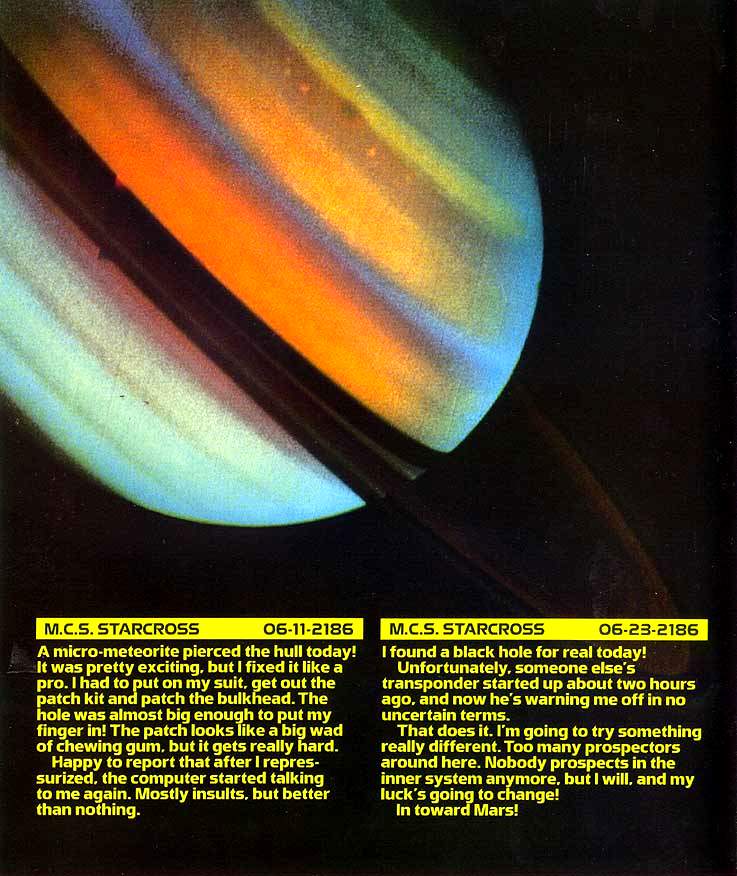 M.C.S. STARCROSS 06-11-2186
A micro-meteorite pierced the hull today!
It was pretty exciting, but I fixed it like a
pro. I had to put on my suit, get out the
patch kit and patch the bulkhead. The
hole was almost big enough to put my
finger in! The patch looks like a big wad
of chewing gum, but it gets really hard.
Happy to report that after I repres-
surized, the computer started talking
to me again. Mostly insults, but better
than nothing.
M.C.S. STARCROSS 06-23-2186
I found a black hole for real today!
Unfortunately, someone else's
transponder started up about two hours
ago, and now he's warning me off in no
uncertain terms.
That does it. I'm going to try something
really different. Too many prospectors
around here. Nobody prospects in the
inner system anymore, but I will, and my
luck's going to change!
In toward Mars!